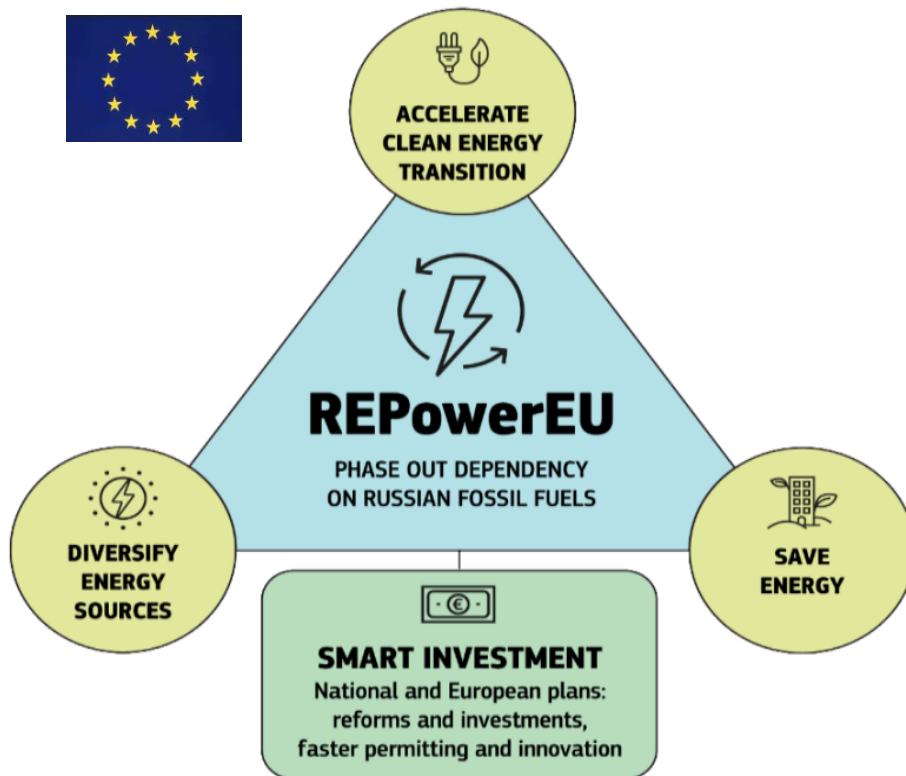 ACCELERATE
CLEAN ENERGY
TRANSITION
REPowerEU
PHASE OUT DEPENDENCY
ON RUSSIAN FOSSIL FUELS
DIVERSIFY
ENERGY
SOURCES
SAVE
ENERGY
€
SMART INVESTMENT
National and European plans:
reforms and investments,
faster permitting and innovation